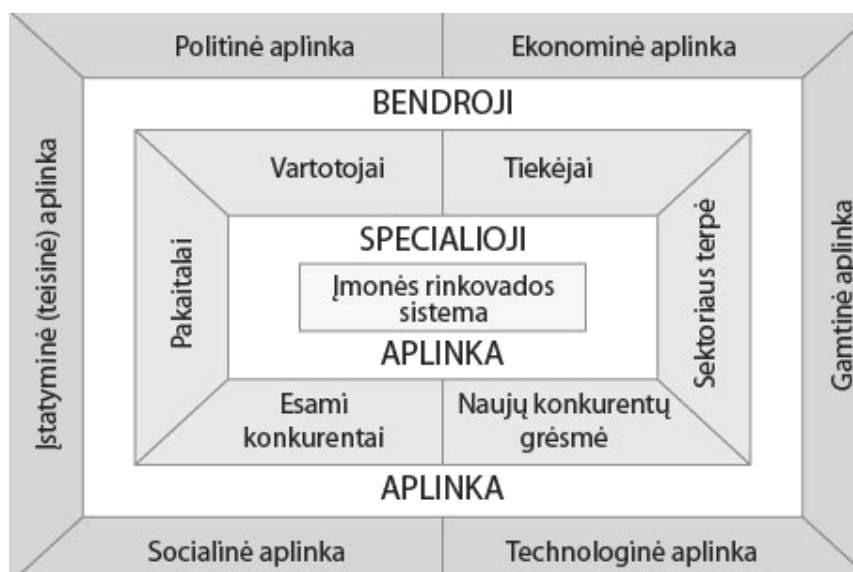 Politinė aplinka
Ekonominė aplinka
BENDROJI
Įstatyminė (teisinė) aplinka
Gamtinė aplinka
Vartotojai
Tiekėjai
Pakaitalai
Sektoriaus terpė
SPECIALIOJI
Įmonės rinkovados
sistema
APLINKA
Esami
konkurentai
Naujų konkurentų
grėsmė
APLINKA
Socialinė aplinka
Technologinė aplinka